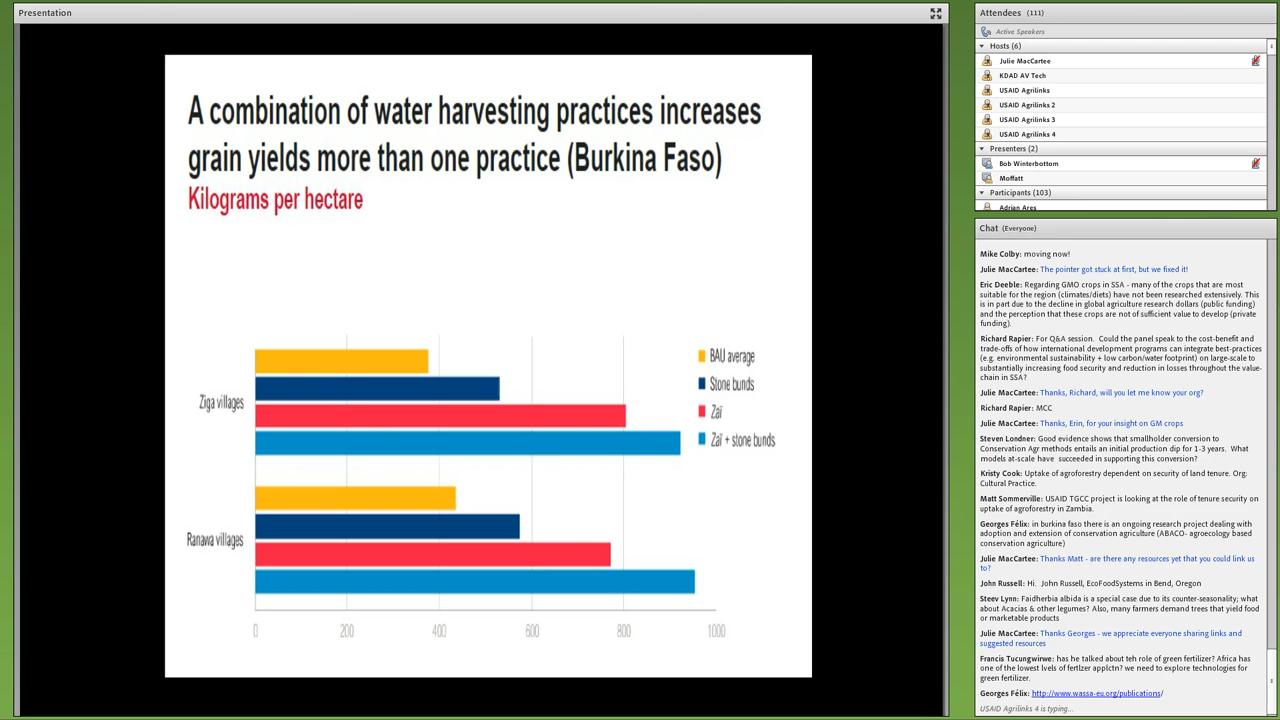 Presentation
A combination of water harvesting practices increases
grain yields more than one practice (Burkina Faso)
Kilograms per hectare
BAU average
Stone bunds
Zaï
Zaï + stone bunds
Ziga villages
Ranawa villages
0 200 400 600 800 1000
Attendees (111)
Active Speakers
Hosts (6)
Julie MacCartee
KDAD AV Tech
USAID Agrilinks
USAID Agrilinks 2
USAID Agrilinks 3
USAID Agrilinks 4
Presenters (2)
Bob Winterbottom
Moffatt
Participants (103)
Adrian Ares
Chat (Everyone)
Mike Colby: moving now!
Julie MacCartee: The pointer got stuck at first, but we fixed it!
Eric Deeble: Regarding GMO crops in SSA - many of the crops that are most
suitable for the region (climates/diets) have not been researched extensively. This
is in part due to the decline in global agriculture research dollars (public funding)
and the perception that these crops are not of sufficient value to develop (private
funding).
Richard Rapier: For Q&A session. Could the panel speak to the cost-benefit and
trade-offs of how international development programs can integrate best-practices
(e.g. environmental sustainability + low carbon/water footprint) on large-scale to
substantially increasing food security and reduction in losses throughout the value-
chain in SSA?
Julie MacCartee: Thanks, Richard, will you let me know your org?
Richard Rapier: MCC
Julie MacCartee: Thanks, Erin, for your insight on GM crops
Steven Londner: Good evidence shows that smallholder conversion to
Conservation Agr methods entails an initial production dip for 1-3 years. What
models at-scale have succeeded in supporting this conversion?
Kristy Cook: Uptake of agroforestry dependent on security of land tenure. Org:
Cultural Practice.
Matt Sommerville: USAID TGCC project is looking at the role of tenure security on
uptake of agroforestry in Zambia.
Georges Félix: in burkina faso there is an ongoing research project dealing with
adoption and extension of conservation agriculture (ABACO- agroecology based
conservation agriculture)
Julie MacCartee: Thanks Matt - are there any resources yet that you could link us
to?
John Russell: Hi. John Russell, EcoFoodSystems in Bend, Oregon
Steev Lynn: Faidherbia albida is a special case due to its counter-seasonality; what
about Acacias & other legumes? Also, many farmers demand trees that yield food
or marketable products
Julie MacCartee: Thanks Georges - we appreciate everyone sharing links and
suggested resources
Francis Tucungwirwe: has he talked about teh role of green fertilizer? Africa has
one of the lowest lvels of fertlzer applctn? we need to explore technologies for
green fertilizer.
Georges Félix: http://www.wassa-eu.org/publications/
USAID Agrilinks 4 is typing...